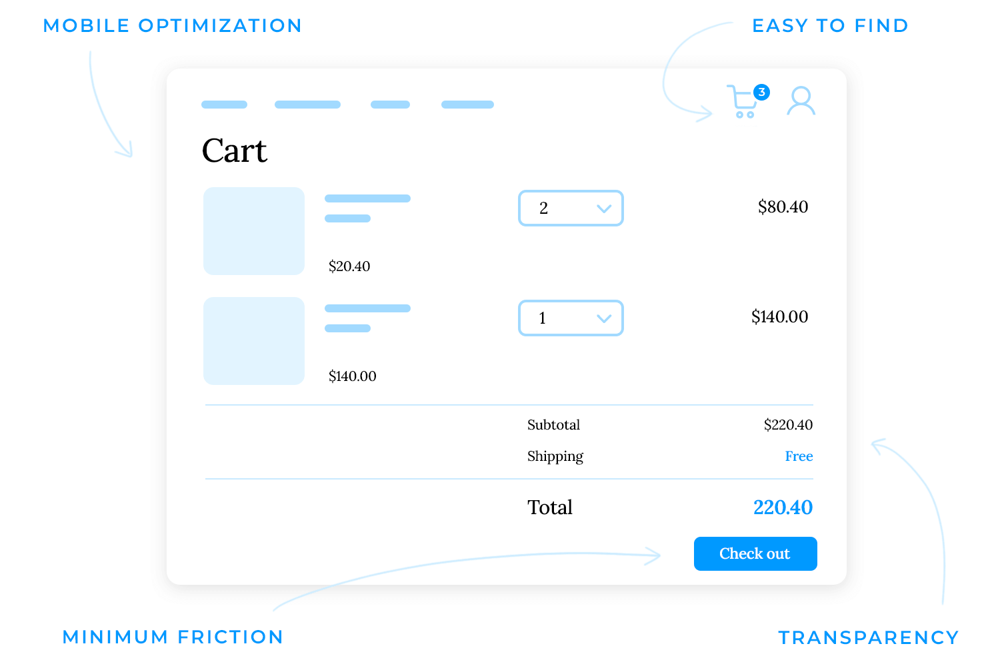 MOBILE OPTIMIZATION
EASY TO FIND
3
Cart
2
$80.40
$20.40
1
$140.00
$140.00
Subtotal
$220.40
Shipping
Free
Total
220.40
Check out
MINIMUM FRICTION
TRANSPARENCY